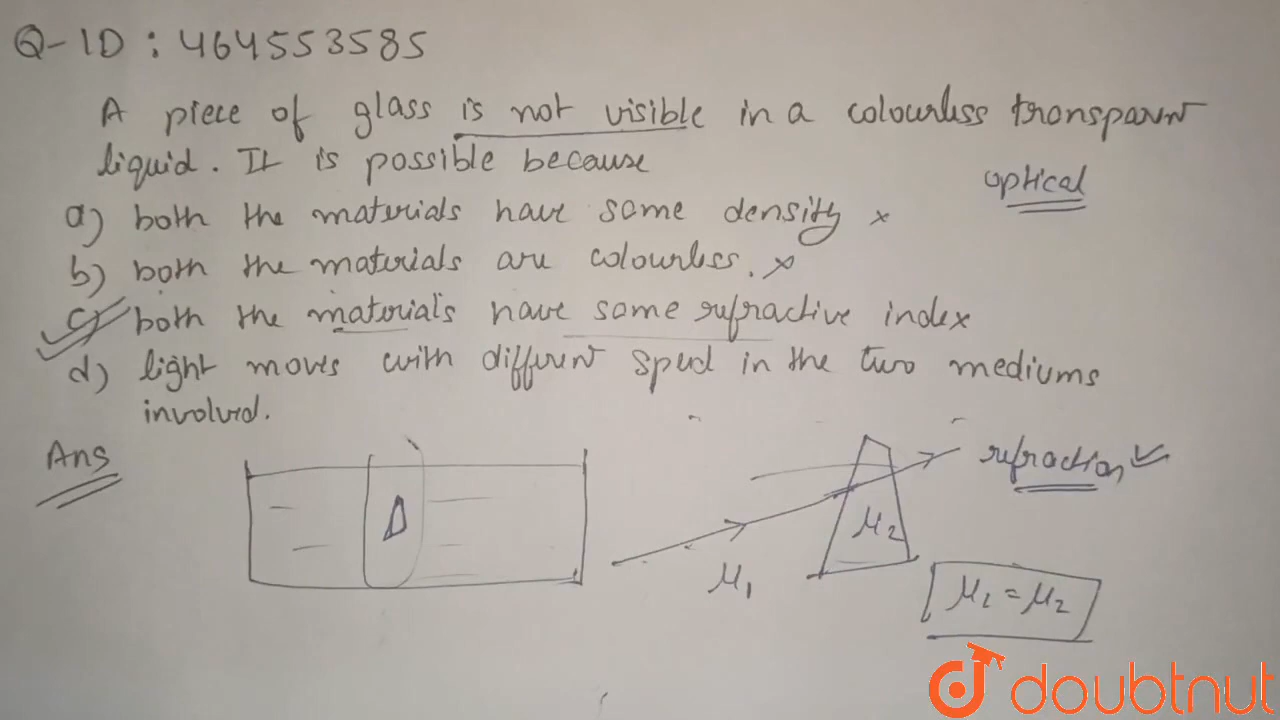 Q-ID : 464553585
A piece of glass is not visible in a colourless transparent
liquid. It is possible because
optical
a) both the materials have same density ×
b) both the materials are colourless. ×
c) both the materials have same refractive index
d) light moves with different speed in the two mediums
involved.
Ans
refraction
μ2
μ1
μ1 = μ2
doubtnut